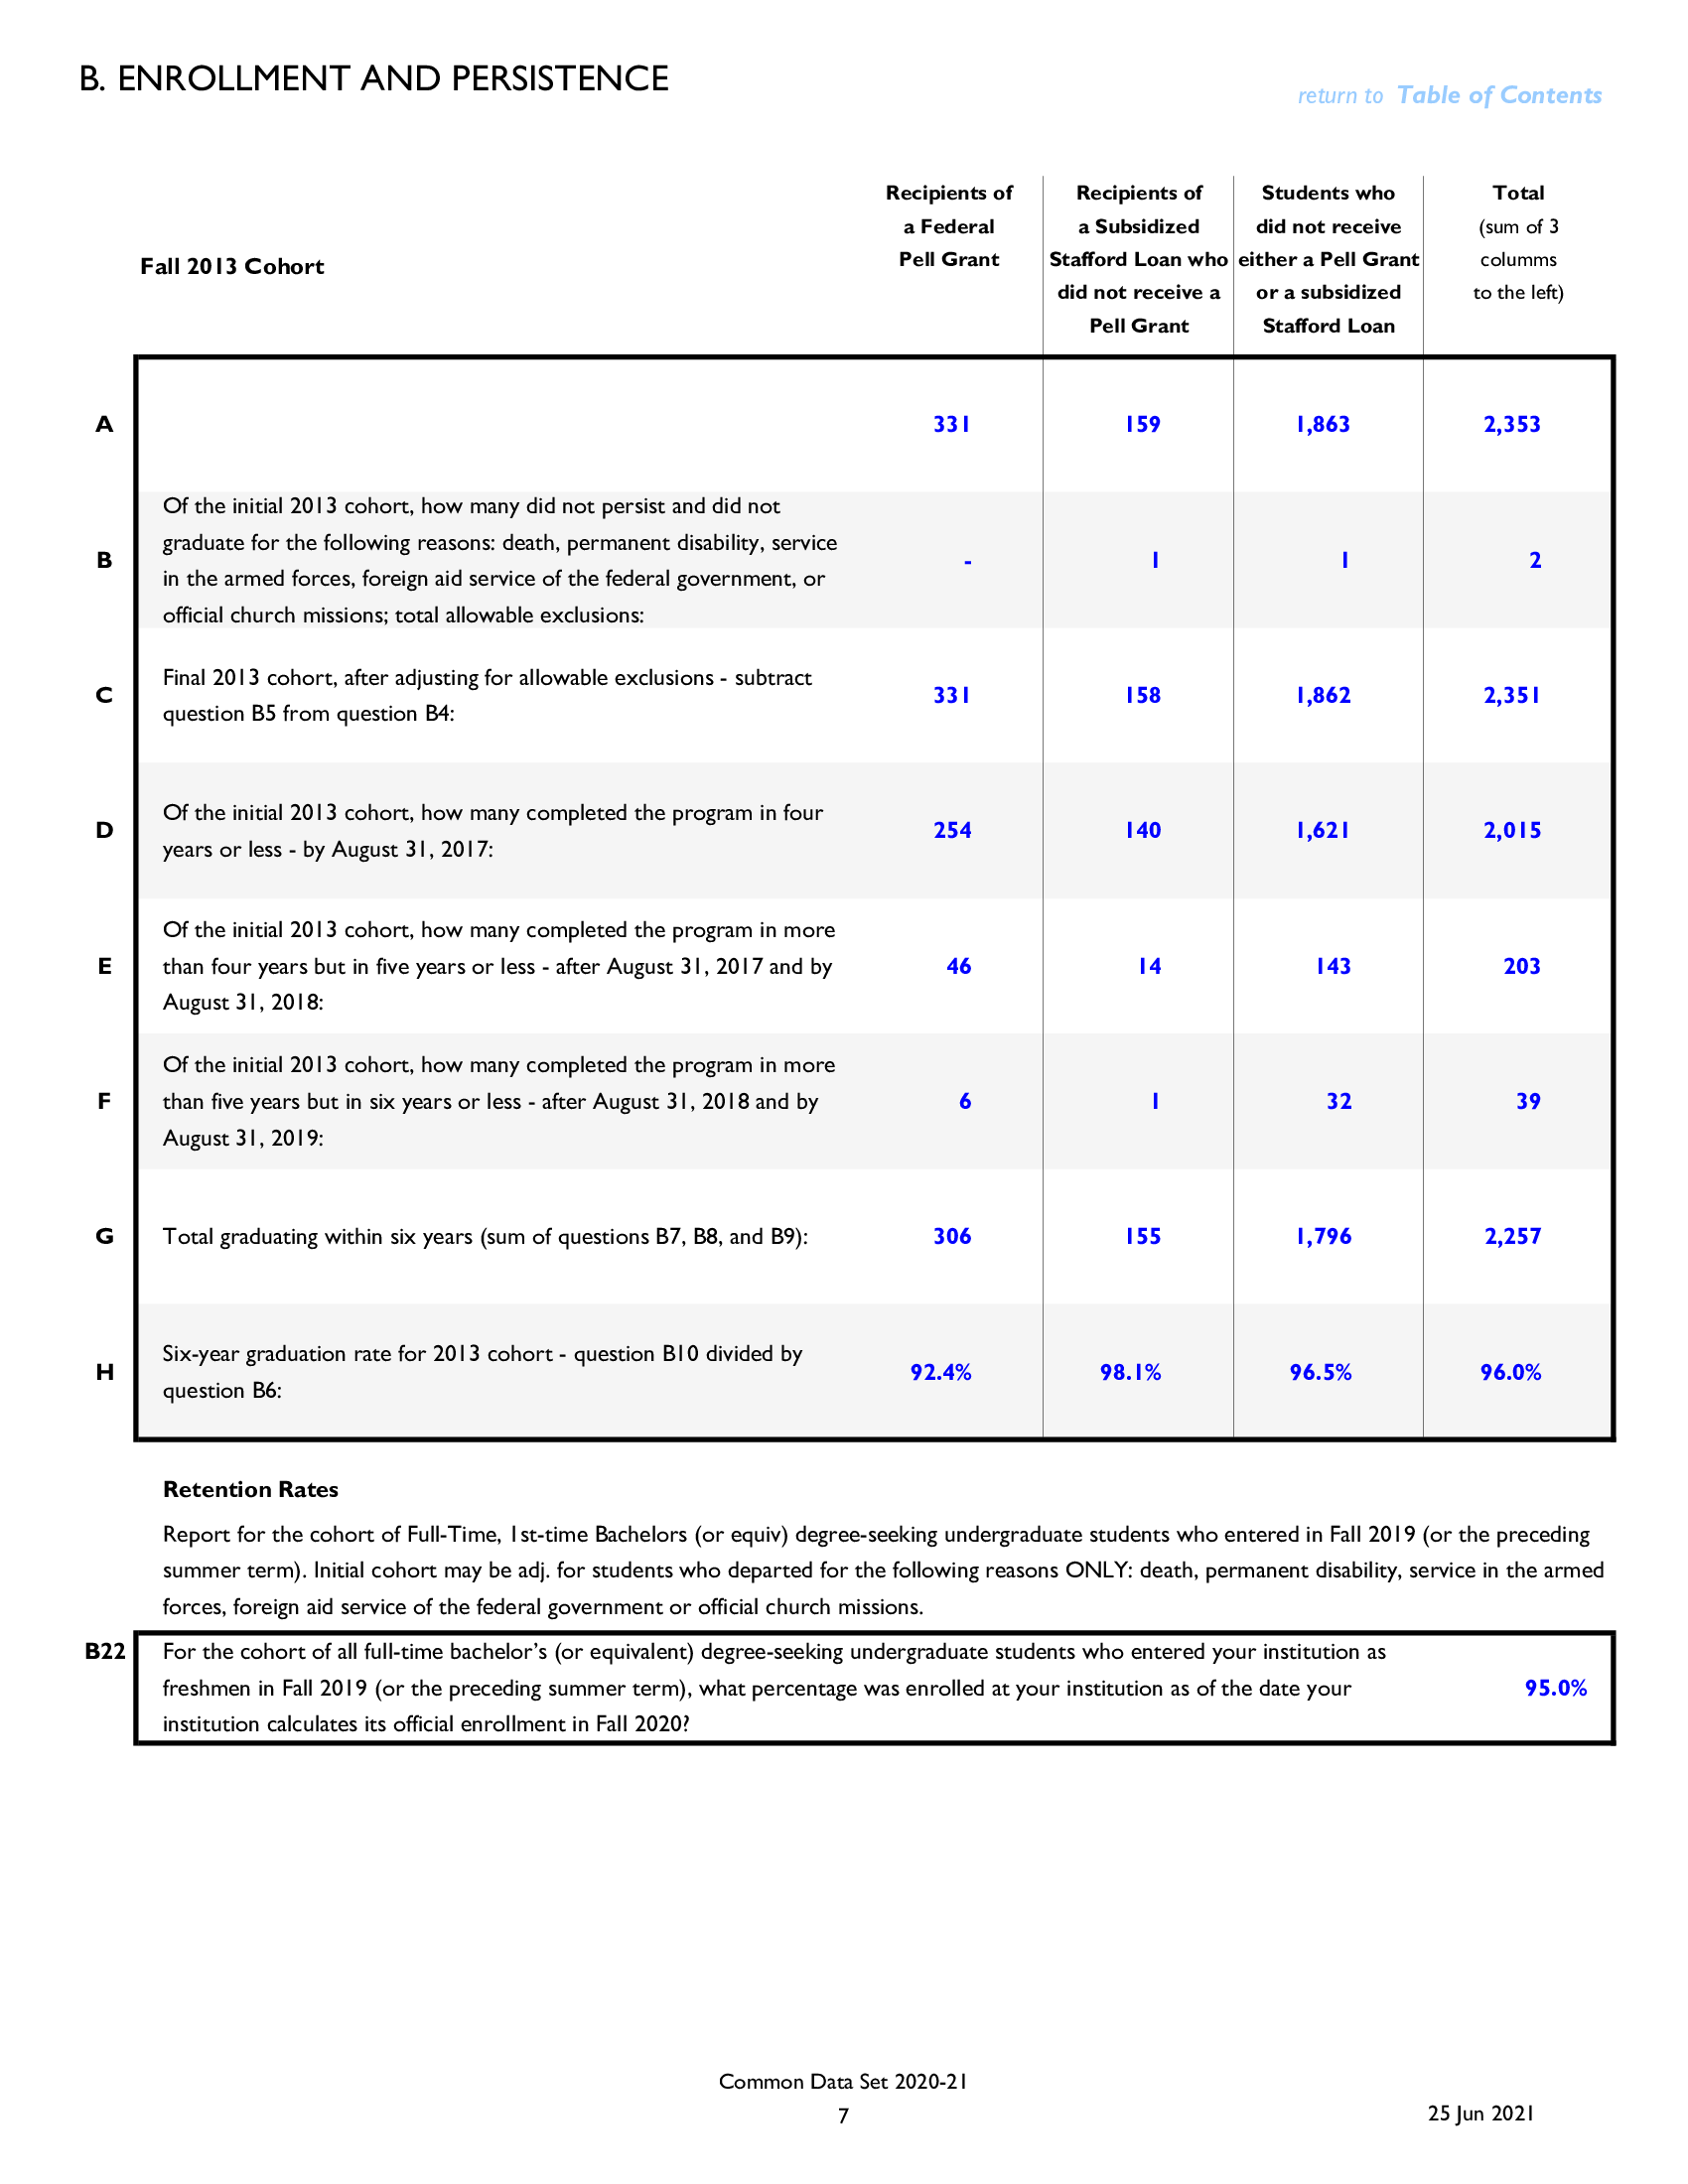 B. ENROLLMENT AND PERSISTENCE
return to Table of Contents
Fall 2013 Cohort
Recipients of
a Federal
Pell Grant
Recipients of
a Subsidized
Stafford Loan who
did not receive a
Pell Grant
Students who
did not receive
either a Pell Grant
or a subsidized
Stafford Loan
Total
(sum of 3
columms
to the left)
A 331 159 1,863 2,353
Of the initial 2013 cohort, how many did not persist and did not
graduate for the following reasons: death, permanent disability, service
in the armed forces, foreign aid service of the federal government, or
official church missions; total allowable exclusions:
B - 1 1 2
Final 2013 cohort, after adjusting for allowable exclusions - subtract
question B5 from question B4:
C 331 158 1,862 2,351
Of the initial 2013 cohort, how many completed the program in four
years or less - by August 31, 2017:
D 254 140 1,621 2,015
Of the initial 2013 cohort, how many completed the program in more
than four years but in five years or less - after August 31, 2017 and by
August 31, 2018:
E 46 14 143 203
Of the initial 2013 cohort, how many completed the program in more
than five years but in six years or less - after August 31, 2018 and by
August 31, 2019:
F 6 1 32 39
G Total graduating within six years (sum of questions B7, B8, and B9): 306 155 1,796 2,257
Six-year graduation rate for 2013 cohort - question B10 divided by
question B6:
H 92.4% 98.1% 96.5% 96.0%
Retention Rates
Report for the cohort of Full-Time, 1st-time Bachelors (or equiv) degree-seeking undergraduate students who entered in Fall 2019 (or the preceding
summer term). Initial cohort may be adj. for students who departed for the following reasons ONLY: death, permanent disability, service in the armed
forces, foreign aid service of the federal government or official church missions.
B22 For the cohort of all full-time bachelor’s (or equivalent) degree-seeking undergraduate students who entered your institution as
freshmen in Fall 2019 (or the preceding summer term), what percentage was enrolled at your institution as of the date your 95.0%
institution calculates its official enrollment in Fall 2020?
Common Data Set 2020-21
7
25 Jun 2021